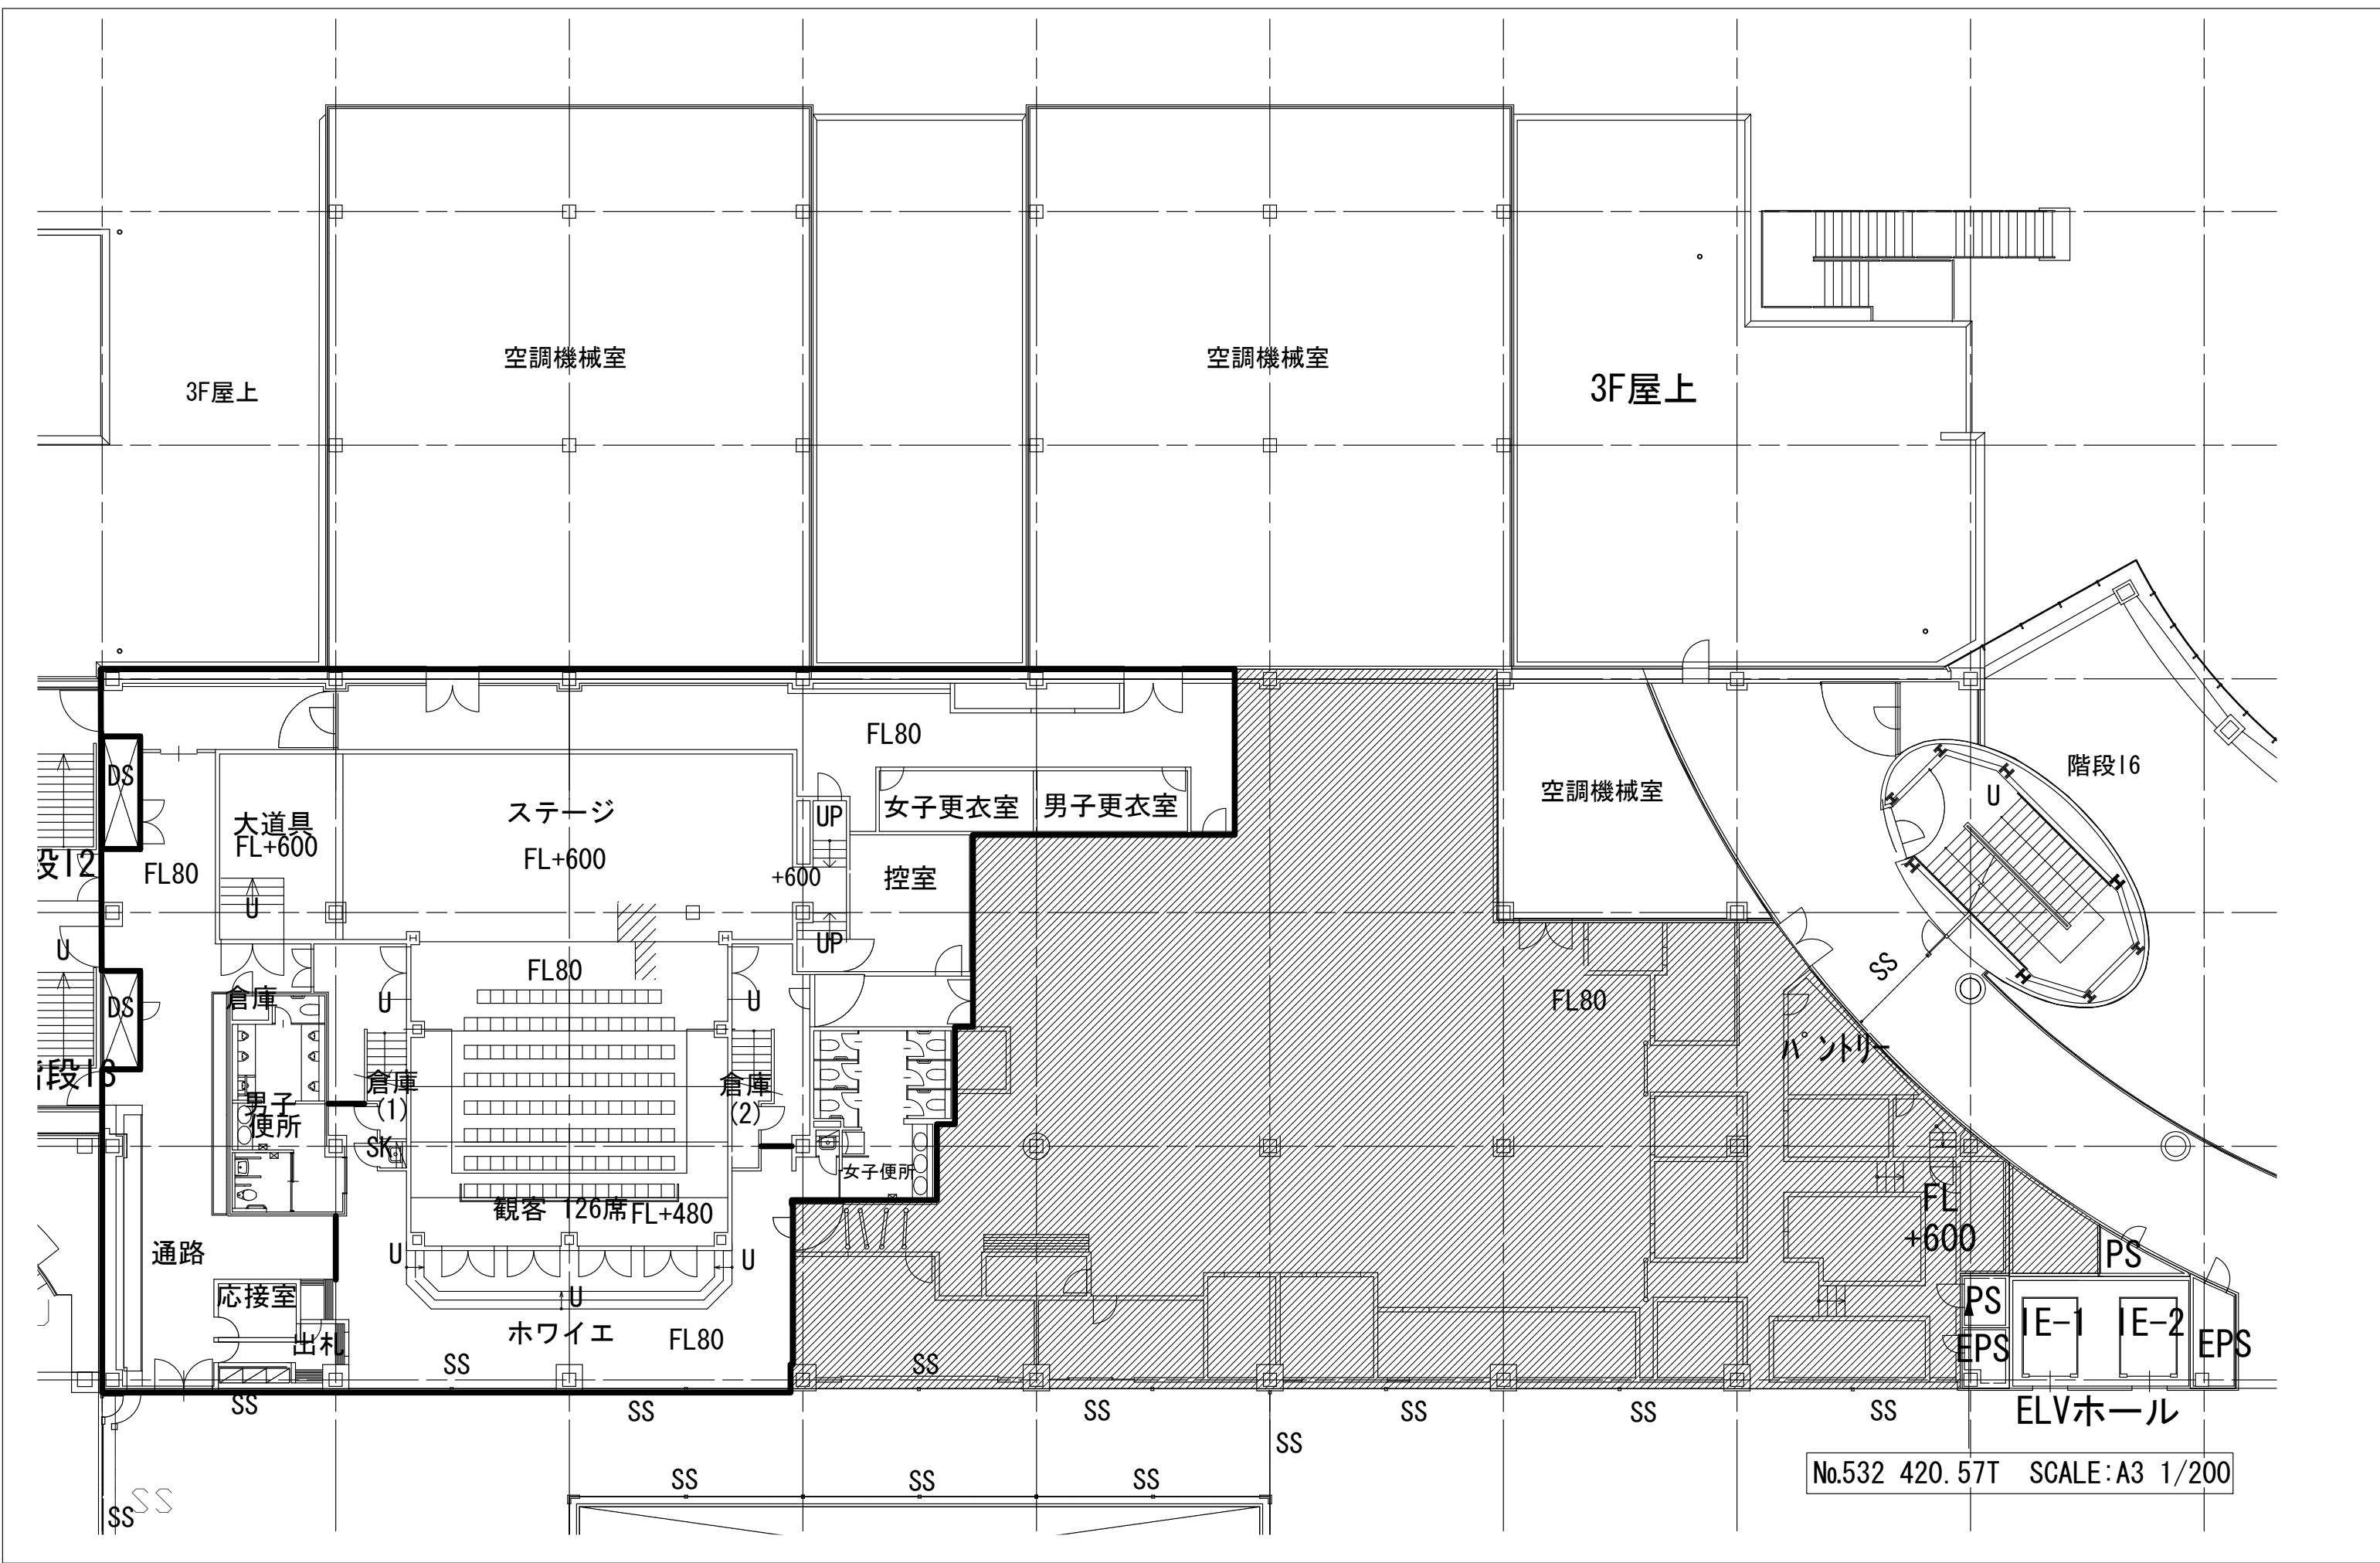 空調機械室
空調機械室
3F屋上
3F屋上
階段16
FL80
DS
UP
女子更衣室
男子更衣室
空調機械室
U
ステージ
大道具
FL+600
FL+600
段12
FL80
+600
控室
U
UP
U
FL80
SS
倉庫
U
U
FL80
DS
パントリー
段13
倉庫
(1)
倉庫
(2)
男子
便所
SK
女子便所
観客 126席
FL+480
FL
+600
通路
U
U
PS
応接室
U
PS
ホワイエ
FL80
出札
IE-1
IE-2
EPS
EPS
SS
SS
SS
SS
SS
SS
SS
SS
ELVホール
SS
SS
SS
SS
No.532 420.57T SCALE:A3 1/200
SS
SS